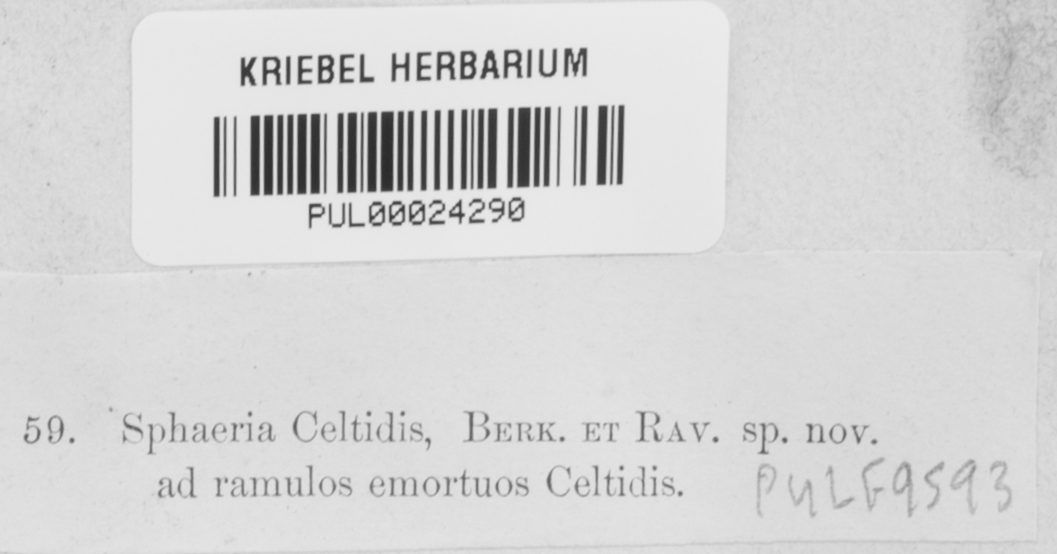 KRIEBEL HERBARIUM
PUL00024290
59. Sphaeria Celtidis, BERK. ET RAV. sp. nov.
ad ramulos emortuos Celtidis.
PULF9593